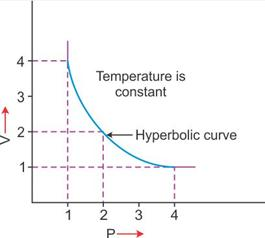 4
Temperature is
constant
3
V
2
Hyperbolic curve
1
1 2 3 4
P